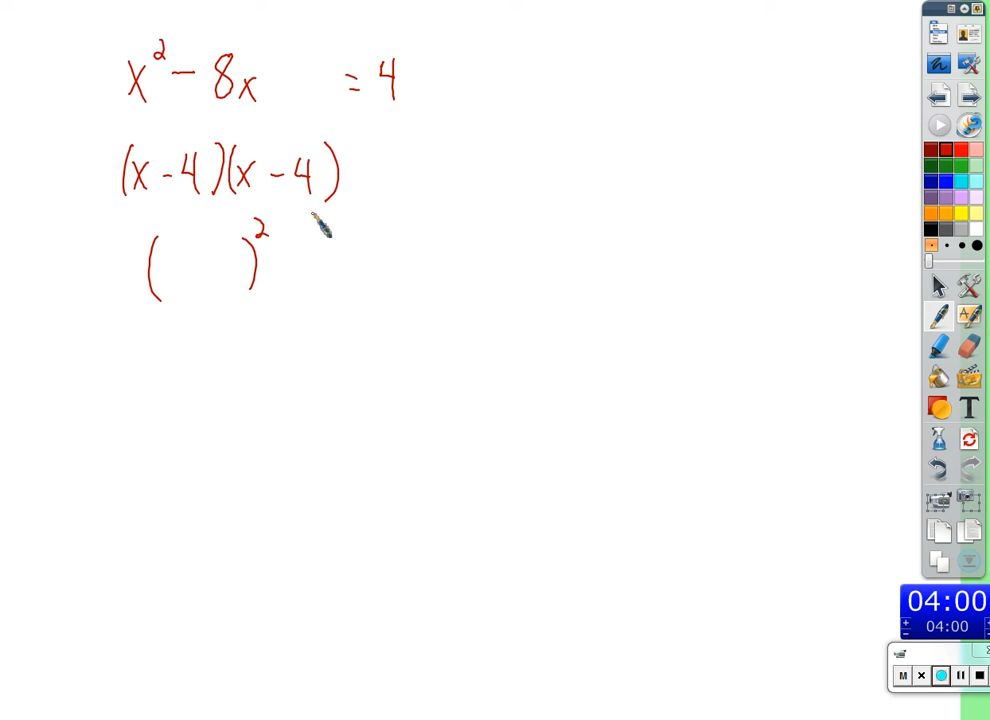 x² - 8x = 4
(x - 4)(x - 4)
( )²
A
T
04:00
04:00
M